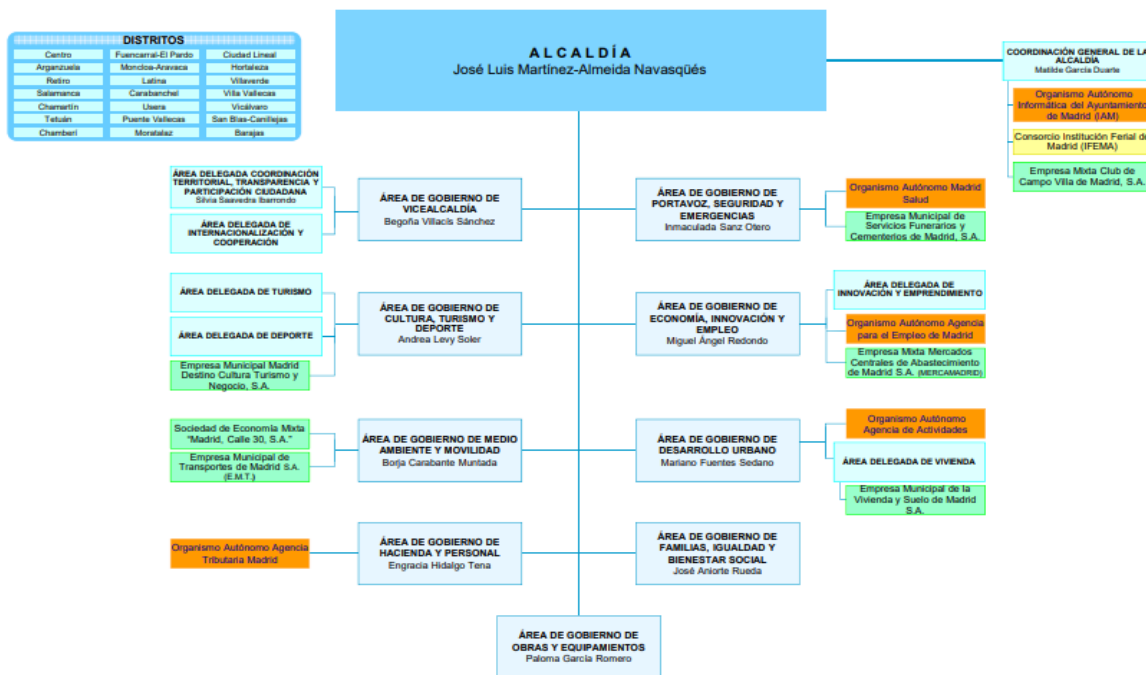 DISTRITOS
Centro Fuencarral-El Pardo Ciudad Lineal
Arganzuela Moncloa-Aravaca Hortaleza
Retiro Latina Villaverde
Salamanca Carabanchel Villa Vallecas
Chamartín Usera Vicálvaro
Tetuán Puente Vallecas San Blas-Canillejas
Chamberí Moratalaz Barajas
ALCALDÍA
José Luis Martínez-Almeida Navasqüés
COORDINACIÓN GENERAL DE LA
ALCALDÍA
Matilde García Duarte
Organismo Autónomo
Informática del Ayuntamiento
de Madrid (IAM)
Consorcio Institución Ferial de
Madrid (IFEMA)
Empresa Mixta Club de
Campo Villa de Madrid, S.A.
ÁREA DELEGADA COORDINACIÓN
TERRITORIAL, TRANSPARENCIA Y
PARTICIPACIÓN CIUDADANA
Silvia Saavedra Ibarrondo
ÁREA DELEGADA DE
INTERNACIONALIZACIÓN Y
COOPERACIÓN
ÁREA DE GOBIERNO DE
VICEALCALDÍA
Begoña Villacís Sánchez
ÁREA DE GOBIERNO DE
PORTAVOZ, SEGURIDAD Y
EMERGENCIAS
Inmaculada Sanz Otero
Organismo Autónomo Madrid
Salud
Empresa Municipal de
Servicios Funerarios y
Cementerios de Madrid, S.A.
ÁREA DELEGADA DE TURISMO
ÁREA DELEGADA DE DEPORTE
Empresa Municipal Madrid
Destino Cultura Turismo y
Negocio, S.A.
ÁREA DE GOBIERNO DE
CULTURA, TURISMO Y
DEPORTE
Andrea Levy Soler
ÁREA DE GOBIERNO DE
ECONOMÍA, INNOVACIÓN Y
EMPLEO
Miguel Ángel Redondo
ÁREA DELEGADA DE
INNOVACIÓN Y EMPRENDIMIENTO
Organismo Autónomo Agencia
para el Empleo de Madrid
Empresa Mixta Mercados
Centrales de Abastecimiento
de Madrid S.A. (MERCAMADRID)
Sociedad de Economía Mixta
"Madrid, Calle 30, S.A."
Empresa Municipal de
Transportes de Madrid S.A.
(E.M.T.)
ÁREA DE GOBIERNO DE MEDIO
AMBIENTE Y MOVILIDAD
Borja Carabante Muntada
ÁREA DE GOBIERNO DE
DESARROLLO URBANO
Mariano Fuentes Sedano
Organismo Autónomo
Agencia de Actividades
ÁREA DELEGADA DE VIVIENDA
Empresa Municipal de la
Vivienda y Suelo de Madrid
S.A.
Organismo Autónomo Agencia
Tributaria Madrid
ÁREA DE GOBIERNO DE
HACIENDA Y PERSONAL
Engracia Hidalgo Tena
ÁREA DE GOBIERNO DE
FAMILIAS, IGUALDAD Y
BIENESTAR SOCIAL
José Aniorte Rueda
ÁREA DE GOBIERNO DE
OBRAS Y EQUIPAMIENTOS
Paloma García Romero